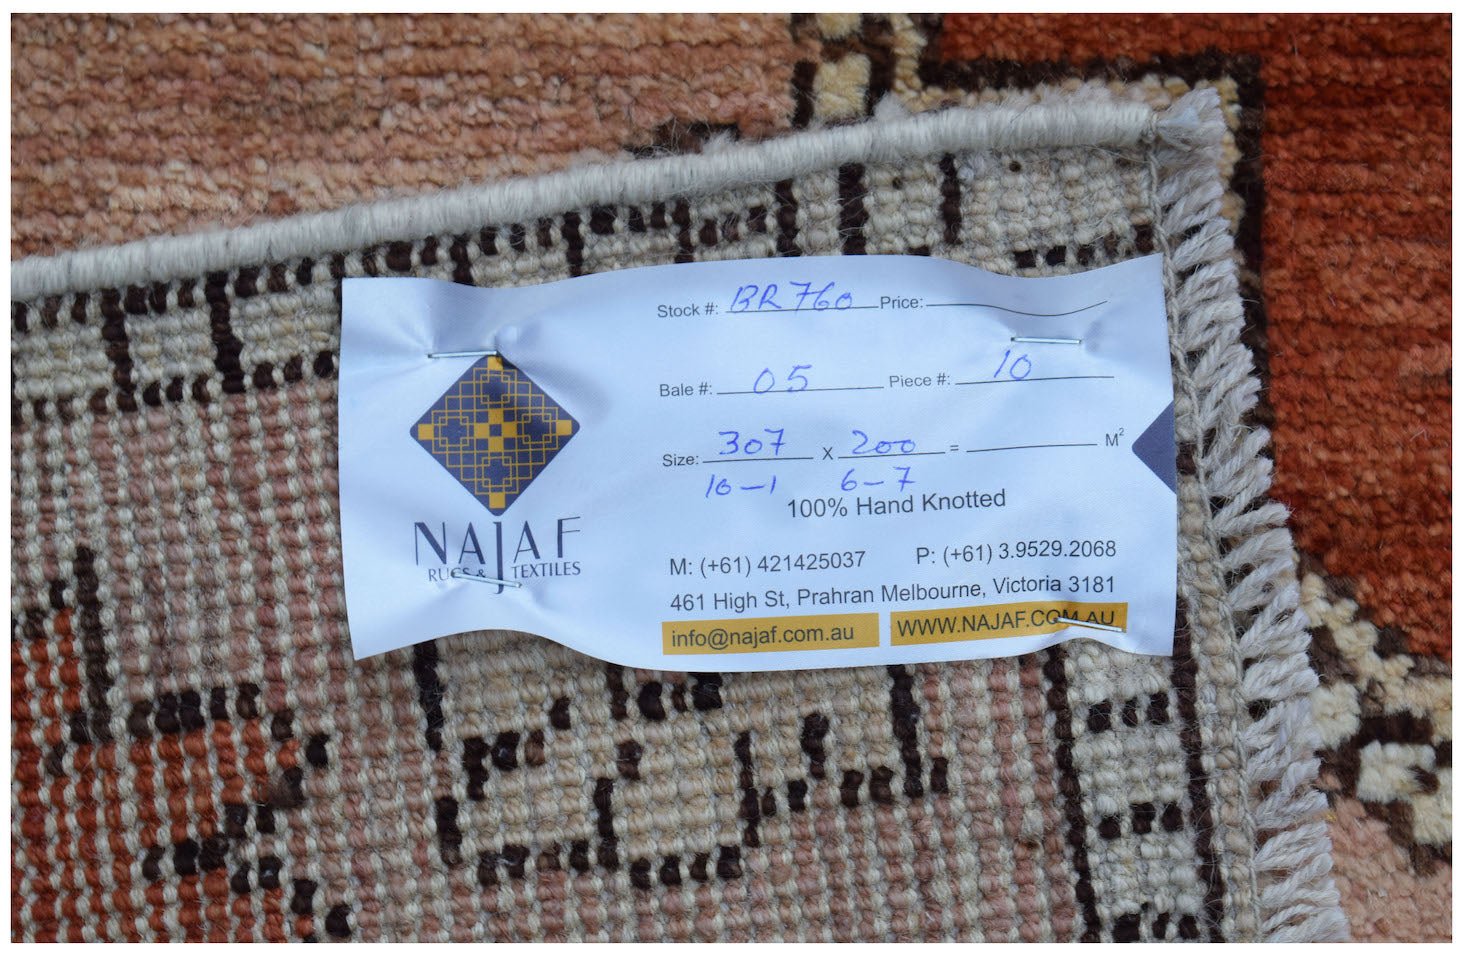 Stock #: BR760 Price:
Bale #: 05 Piece #: 10
Size: 307 x 200 = M²
10-1 6-7
100% Hand Knotted
NAJAF
RUGS & TEXTILES
M: (+61) 421425037 P: (+61) 3.9529.2068
461 High St, Prahran Melbourne, Victoria 3181
info@najaf.com.au WWW.NAJAF.COM.AU